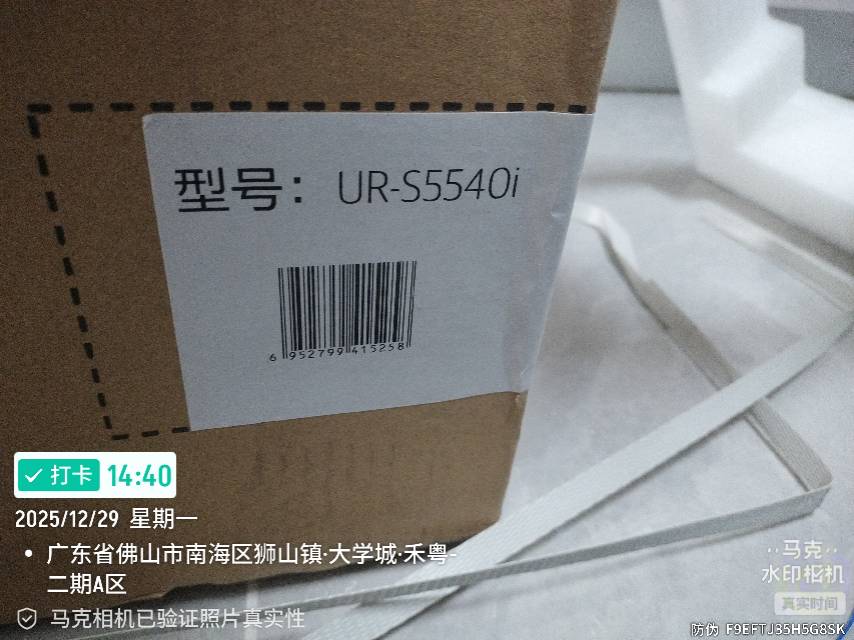 型号：UR-S5540i
6 952799 415258
打卡 14:40
2025/12/29 星期一
广东省佛山市南海区狮山镇·大学城·禾粤-
二期A区
马克相机已验证照片真实性
马克
水印相机
真实时间
防伪 F9EFTJ35H5G8SK